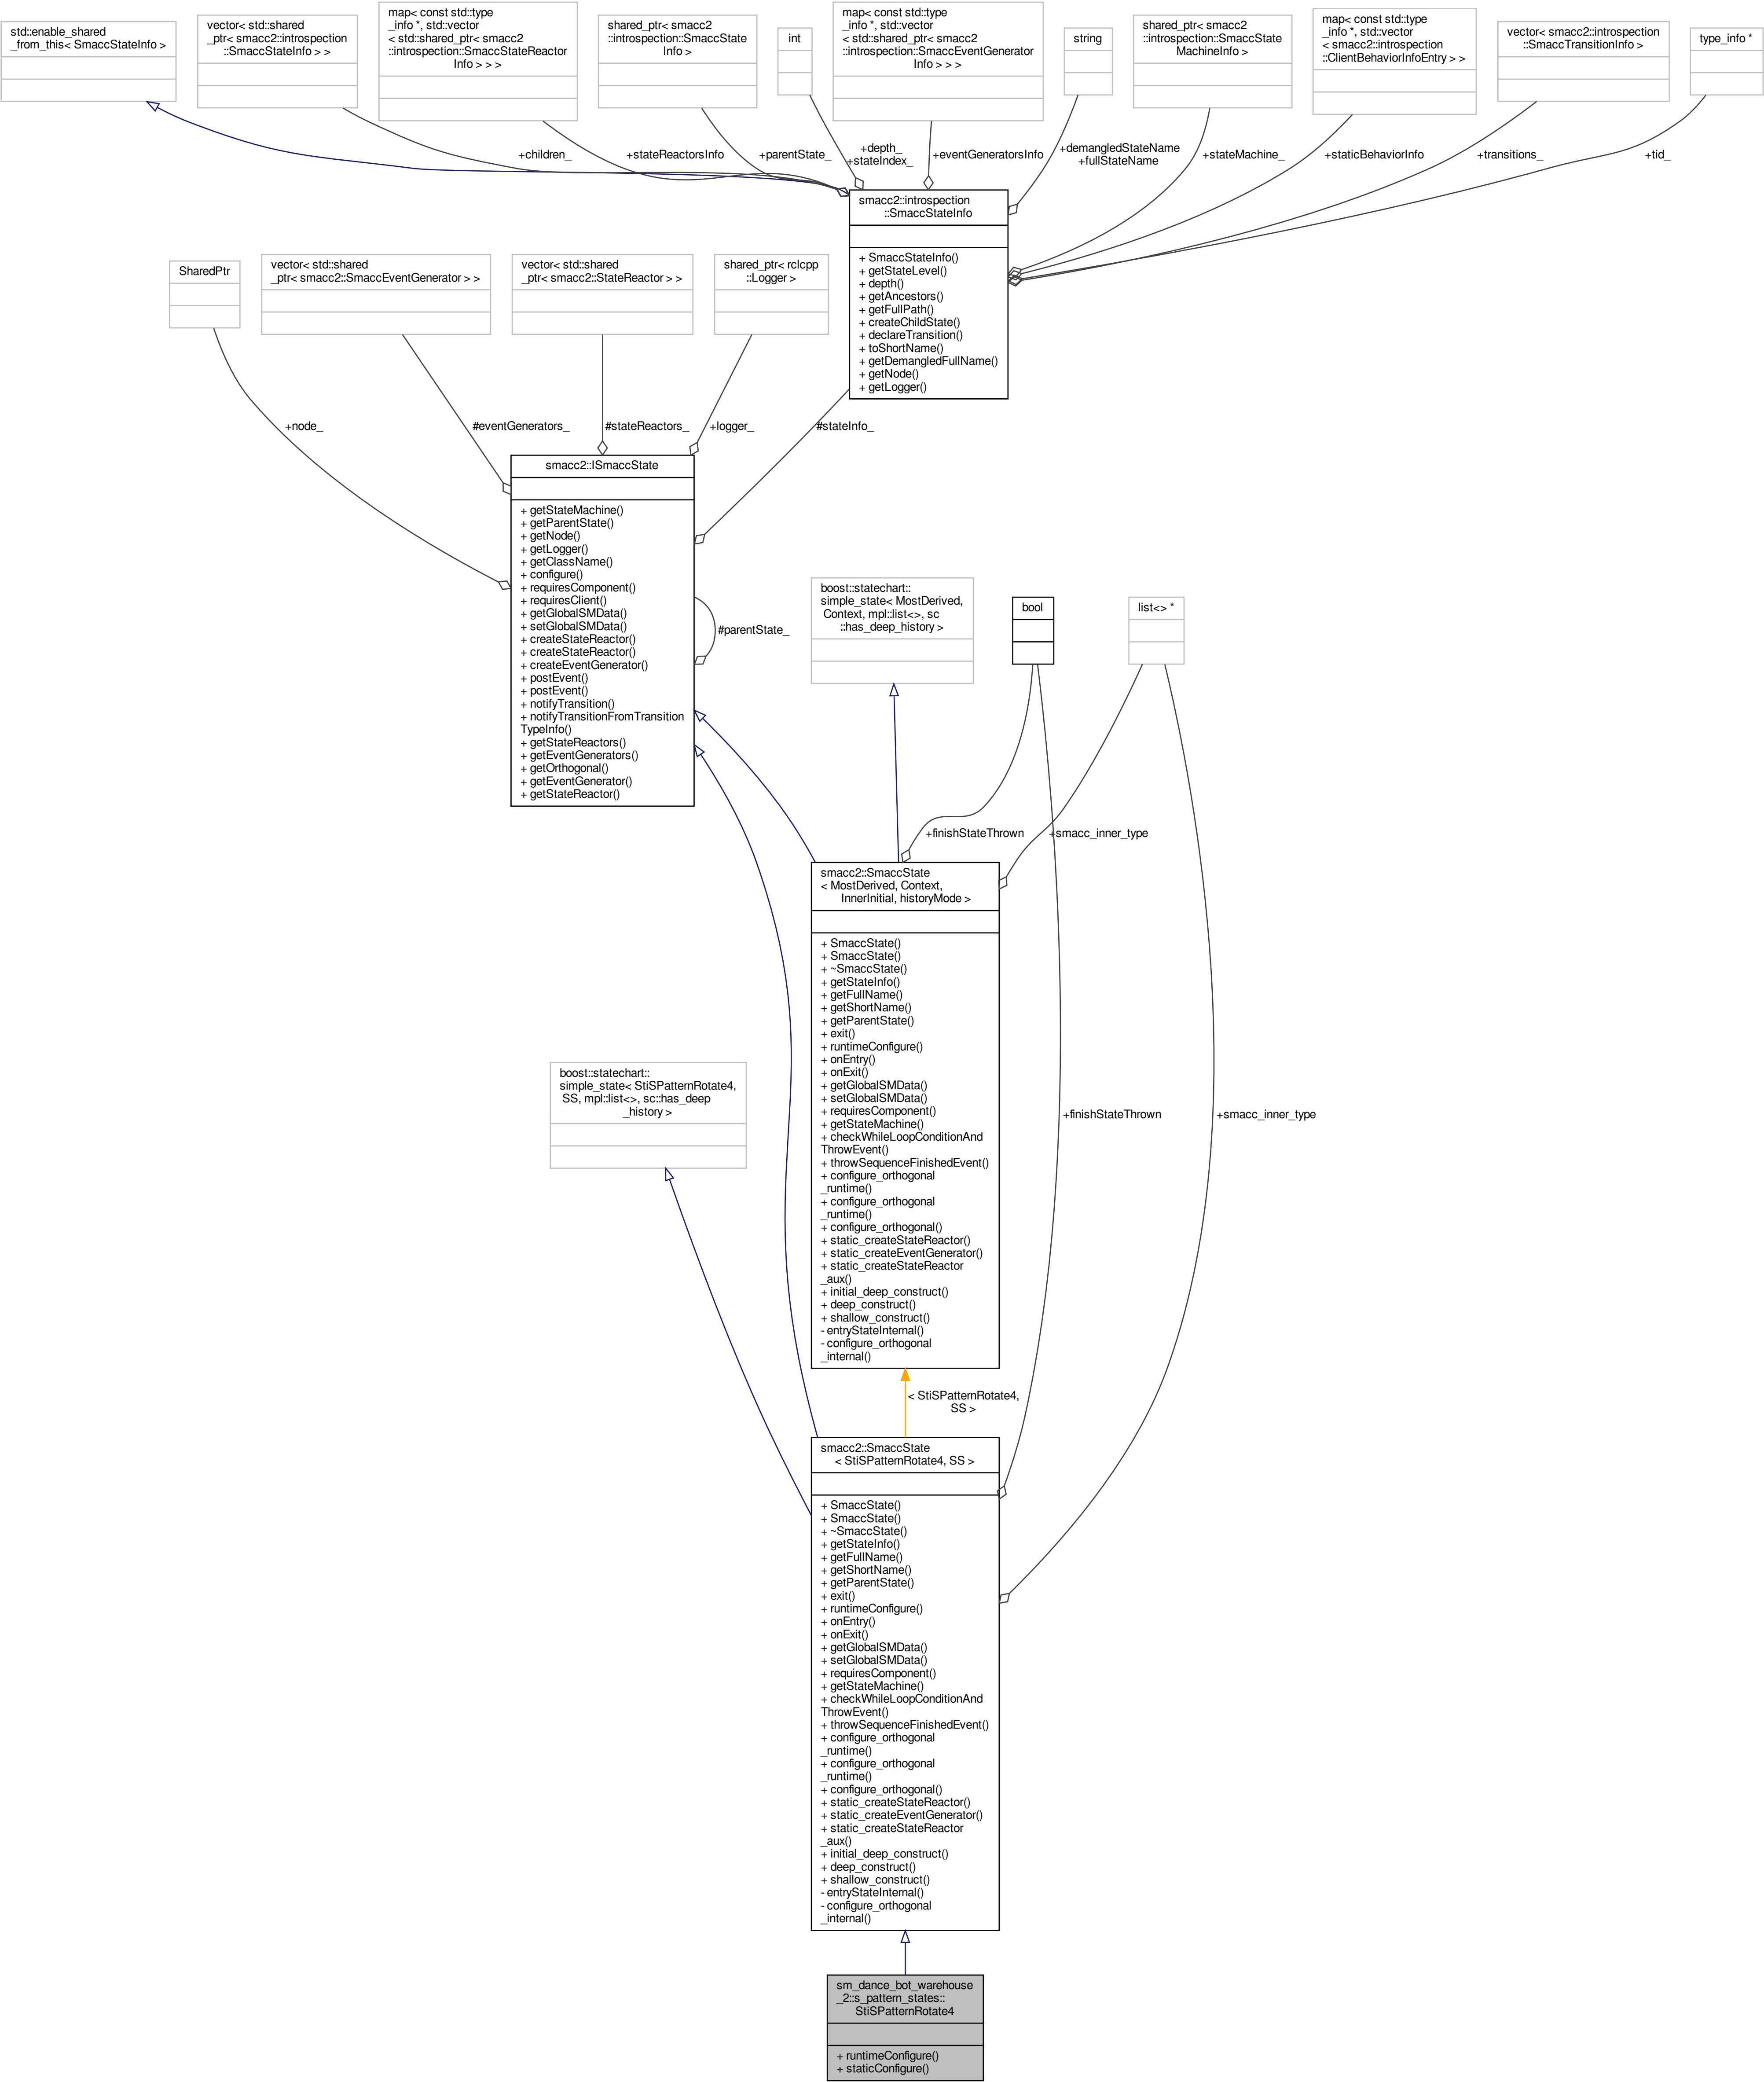 std::enable_shared
_from_this< SmaccStateInfo >
vector< std::shared
_ptr< smacc2::introspection
::SmaccStateInfo > >
map< const std::type
_info *, std::vector
< std::shared_ptr< smacc2
::introspection::SmaccStateReactor
Info > > >
shared_ptr< smacc2
::introspection::SmaccState
Info >
int
map< const std::type
_info *, std::vector
< std::shared_ptr< smacc2
::introspection::SmaccEventGenerator
Info > > >
string
shared_ptr< smacc2
::introspection::SmaccState
MachineInfo >
map< const std::type
_info *, std::vector
< smacc2::introspection
::ClientBehaviorInfoEntry > >
vector< smacc2::introspection
::SmaccTransitionInfo >
type_info *
+children_
+stateReactorsInfo
+parentState_
+depth_
+stateIndex_
+eventGeneratorsInfo
+demangledStateName
+fullStateName
+stateMachine_
+staticBehaviorInfo
+transitions_
+tid_
smacc2::introspection
::SmaccStateInfo
+ SmaccStateInfo()
+ getStateLevel()
+ depth()
+ getAncestors()
+ getFullPath()
+ createChildState()
+ declareTransition()
+ toShortName()
+ getDemangledFullName()
+ getNode()
+ getLogger()
SharedPtr
vector< std::shared
_ptr< smacc2::SmaccEventGenerator > >
vector< std::shared
_ptr< smacc2::StateReactor > >
shared_ptr< rclcpp
::Logger >
+node_
#eventGenerators_
#stateReactors_
+logger_
#stateInfo_
smacc2::ISmaccState
+ getStateMachine()
+ getParentState()
+ getNode()
+ getLogger()
+ getClassName()
+ configure()
+ requiresComponent()
+ requiresClient()
+ getGlobalSMData()
+ setGlobalSMData()
+ createStateReactor()
+ createStateReactor()
+ createEventGenerator()
+ postEvent()
+ postEvent()
+ notifyTransition()
+ notifyTransitionFromTransition
TypeInfo()
+ getStateReactors()
+ getEventGenerators()
+ getOrthogonal()
+ getEventGenerator()
+ getStateReactor()
#parentState_
boost::statechart::
simple_state< MostDerived,
Context, mpl::list<>, sc
::has_deep_history >
bool
list<> *
+finishStateThrown
+smacc_inner_type
smacc2::SmaccState
< MostDerived, Context,
InnerInitial, historyMode >
+ SmaccState()
+ SmaccState()
+ ~SmaccState()
+ getStateInfo()
+ getFullName()
+ getShortName()
+ getParentState()
+ exit()
+ runtimeConfigure()
+ onEntry()
+ onExit()
+ getGlobalSMData()
+ setGlobalSMData()
+ requiresComponent()
+ getStateMachine()
+ checkWhileLoopConditionAnd
ThrowEvent()
+ throwSequenceFinishedEvent()
+ configure_orthogonal
_runtime()
+ configure_orthogonal
_runtime()
+ configure_orthogonal()
+ static_createStateReactor()
+ static_createEventGenerator()
+ static_createStateReactor
_aux()
+ initial_deep_construct()
+ deep_construct()
+ shallow_construct()
- entryStateInternal()
- configure_orthogonal
_internal()
boost::statechart::
simple_state< StiSPatternRotate4,
SS, mpl::list<>, sc::has_deep
_history >
+finishStateThrown
+smacc_inner_type
< StiSPatternRotate4,
SS >
smacc2::SmaccState
< StiSPatternRotate4, SS >
+ SmaccState()
+ SmaccState()
+ ~SmaccState()
+ getStateInfo()
+ getFullName()
+ getShortName()
+ getParentState()
+ exit()
+ runtimeConfigure()
+ onEntry()
+ onExit()
+ getGlobalSMData()
+ setGlobalSMData()
+ requiresComponent()
+ getStateMachine()
+ checkWhileLoopConditionAnd
ThrowEvent()
+ throwSequenceFinishedEvent()
+ configure_orthogonal
_runtime()
+ configure_orthogonal
_runtime()
+ configure_orthogonal()
+ static_createStateReactor()
+ static_createEventGenerator()
+ static_createStateReactor
_aux()
+ initial_deep_construct()
+ deep_construct()
+ shallow_construct()
- entryStateInternal()
- configure_orthogonal
_internal()
sm_dance_bot_warehouse
_2::s_pattern_states::
StiSPatternRotate4
+ runtimeConfigure()
+ staticConfigure()